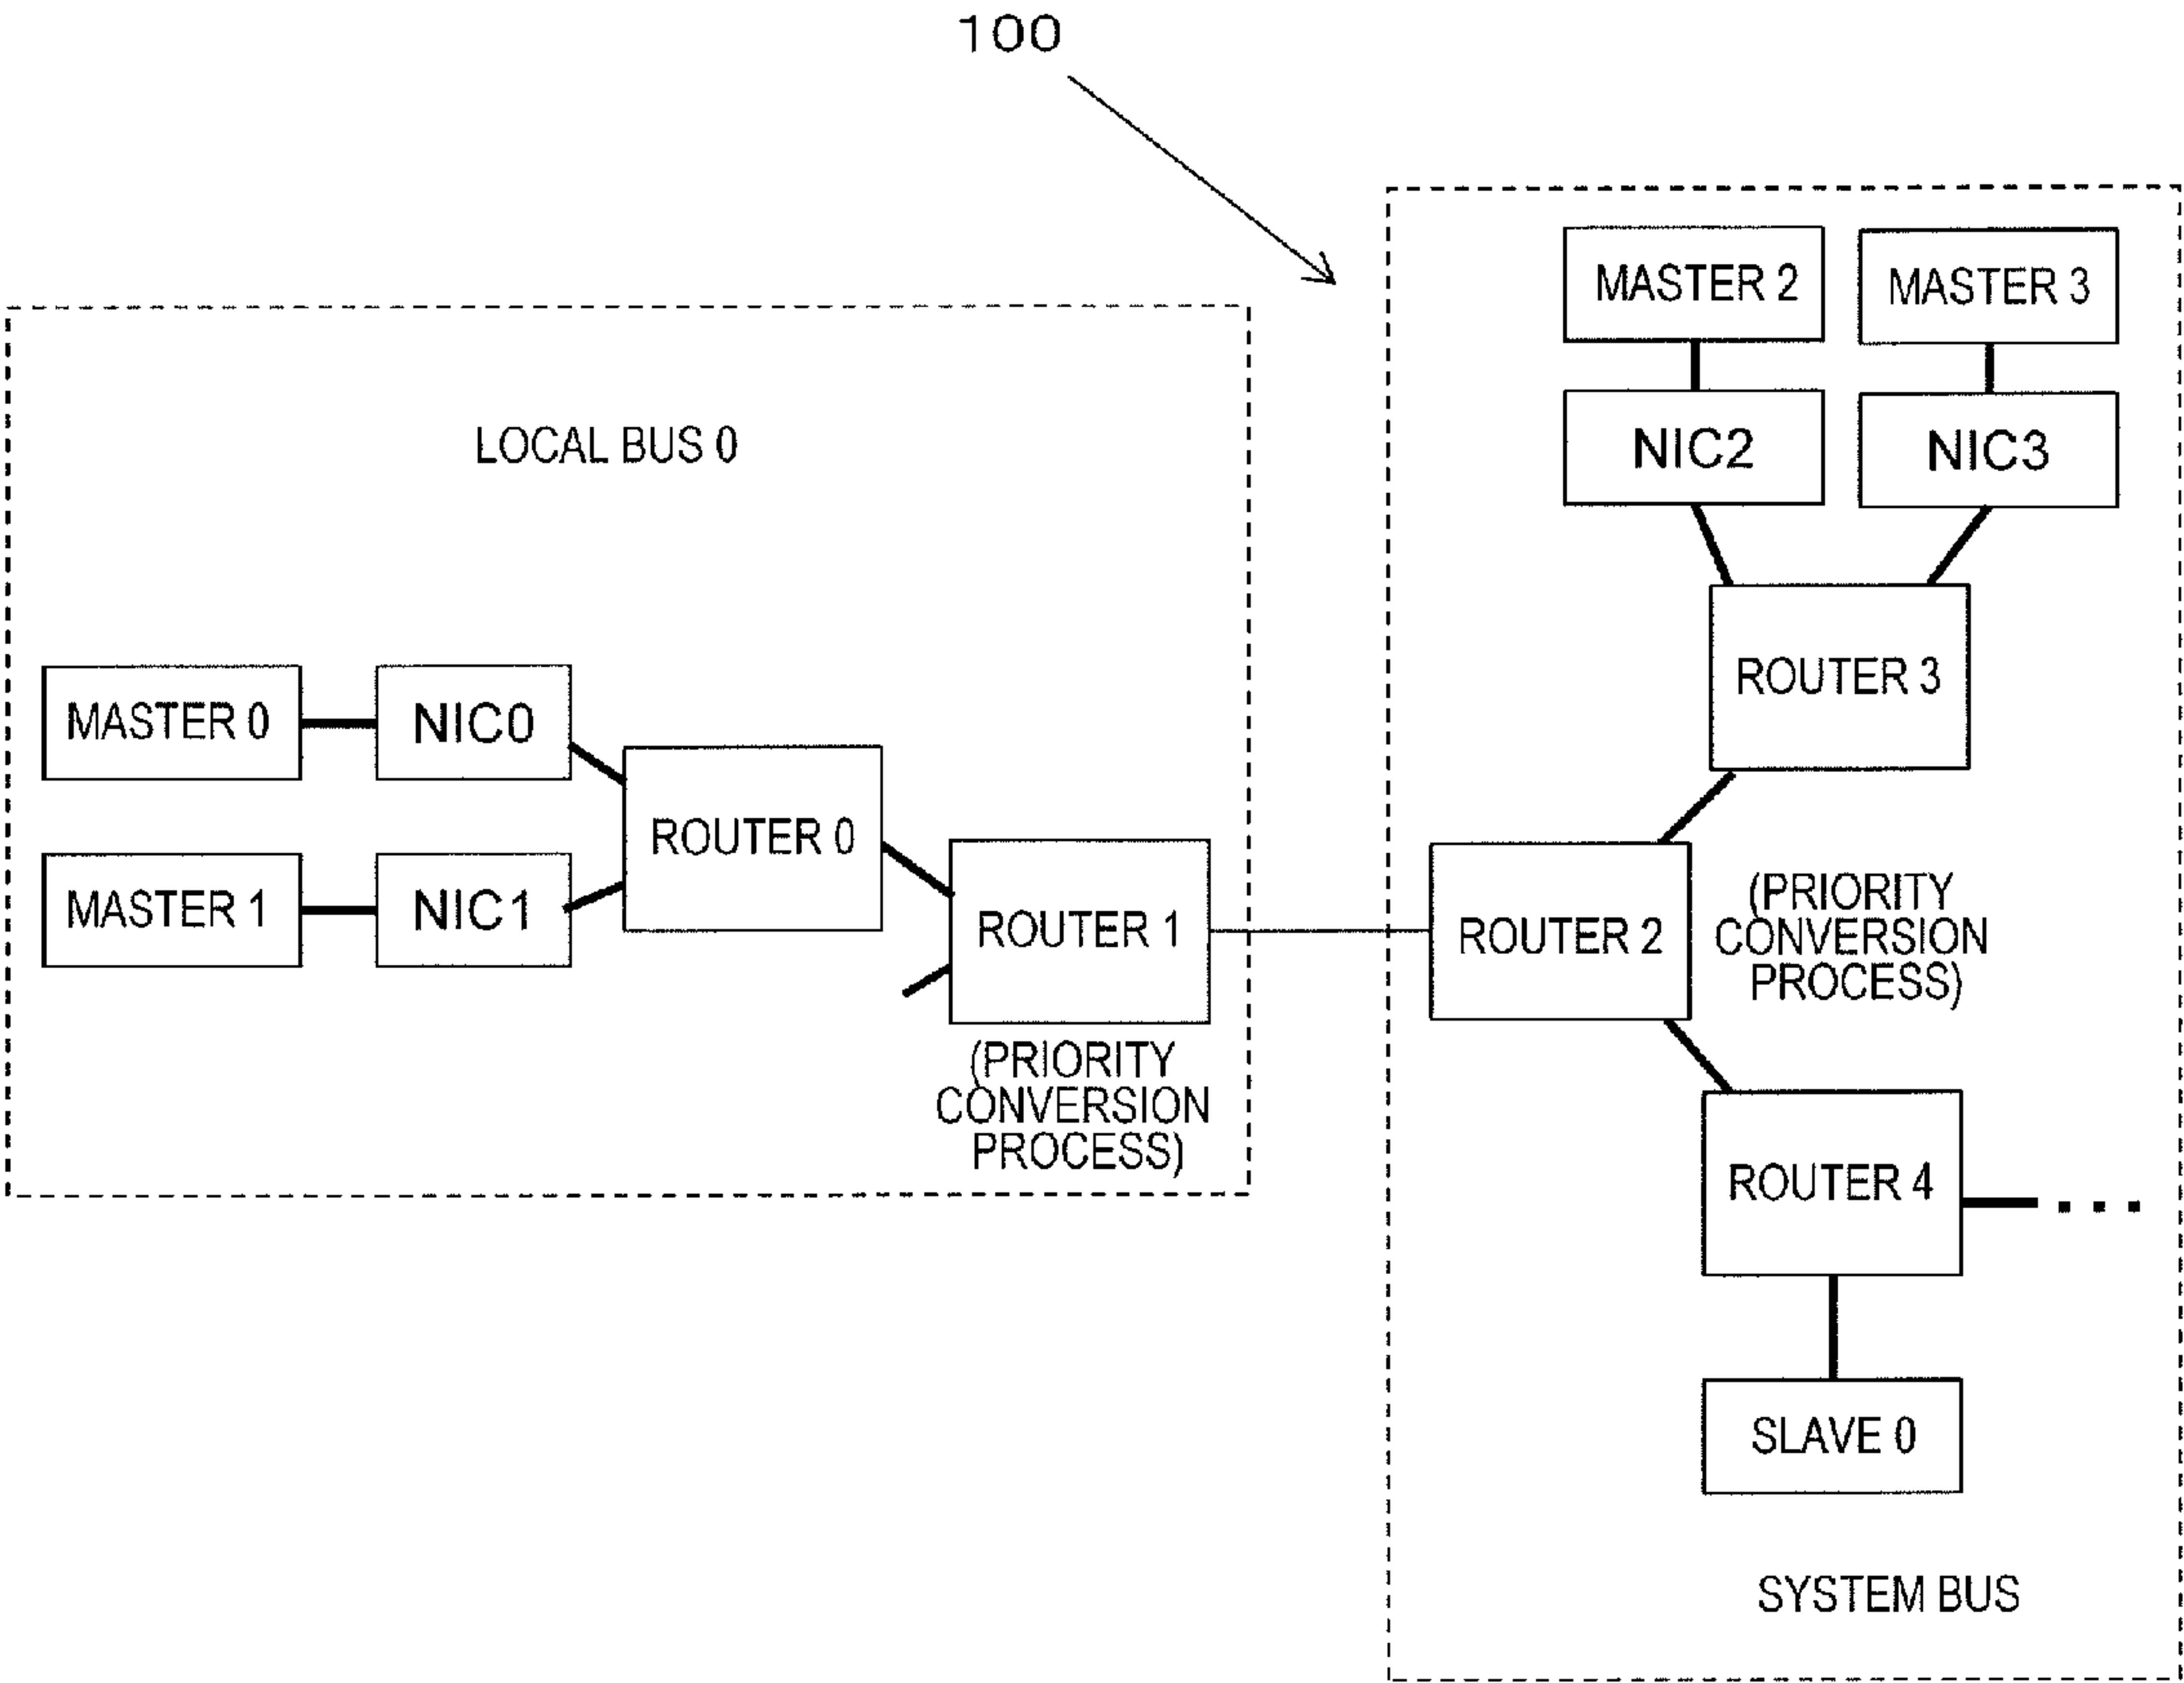 100
LOCAL BUS 0
MASTER 0
NIC0
MASTER 1
NIC1
ROUTER 0
ROUTER 1
(PRIORITY
CONVERSION
PROCESS)
MASTER 2
MASTER 3
NIC2
NIC3
ROUTER 3
ROUTER 2
(PRIORITY
CONVERSION
PROCESS)
ROUTER 4
...
SLAVE 0
SYSTEM BUS